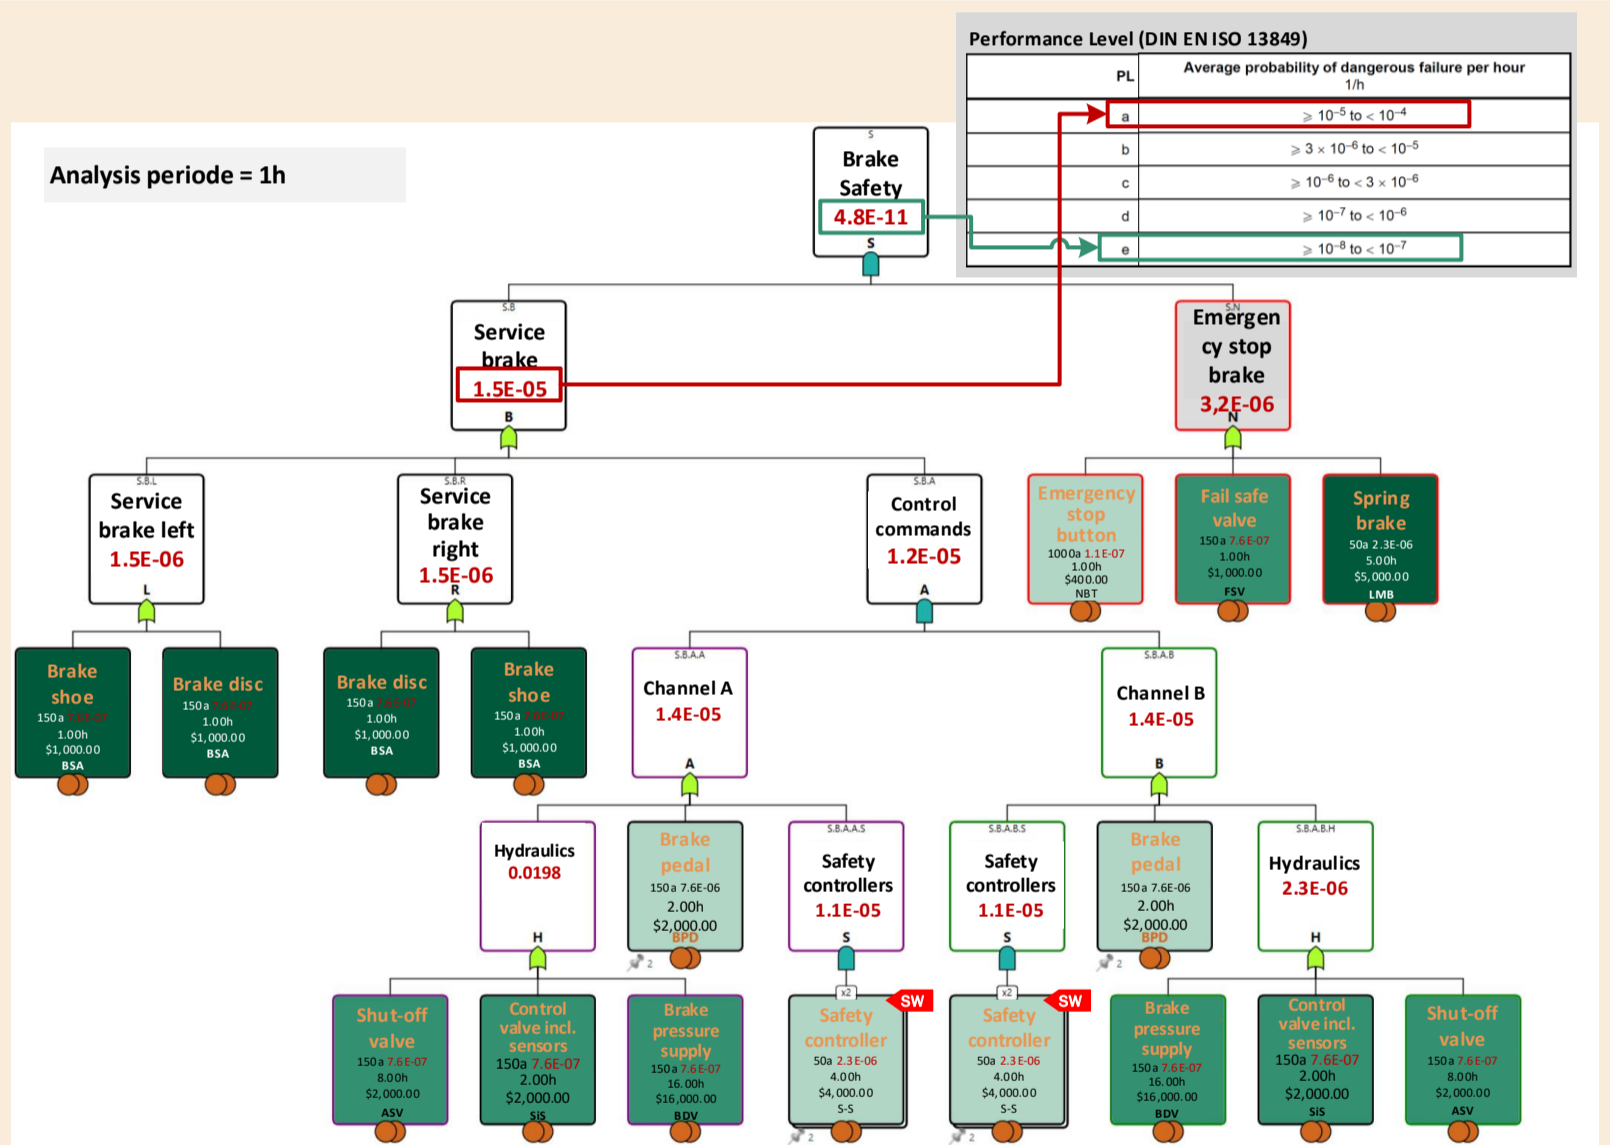 Performance Level (DIN EN ISO 13849)
PL
Average probability of dangerous failure per hour
1/h
a
⩾ 10⁻⁵ to < 10⁻⁴
b
⩾ 3 × 10⁻⁶ to < 10⁻⁵
c
⩾ 10⁻⁶ to < 3 × 10⁻⁶
d
⩾ 10⁻⁷ to < 10⁻⁶
e
⩾ 10⁻⁸ to < 10⁻⁷
Analysis periode = 1h
S
Brake
Safety
4.8E-11
S
S.B
Service
brake
1.5E-05
B
S.N
Emergen
cy stop
brake
3,2E-06
N
S.B.L
Service
brake left
1.5E-06
L
S.B.R
Service
brake
right
1.5E-06
R
S.B.A
Control
commands
1.2E-05
A
Emergency
stop
button
1000a 1.1E-07
1.00h
$400.00
NBT
Fail safe
valve
150a 7.6E-07
1.00h
$1,000.00
FSV
Spring
brake
50a 2.3E-06
5.00h
$5,000.00
LMB
Brake
shoe
150a 7.6E-07
1.00h
$1,000.00
BSA
Brake disc
150a 7.6E-07
1.00h
$1,000.00
BSA
Brake disc
150a 7.6E-07
1.00h
$1,000.00
BSA
Brake
shoe
150a 7.6E-07
1.00h
$1,000.00
BSA
S.B.A.A
Channel A
1.4E-05
A
S.B.A.B
Channel B
1.4E-05
B
Hydraulics
0.0198
H
Brake
pedal
150a 7.6E-06
2.00h
$2,000.00
BPD
2
S.B.A.A.S
Safety
controllers
1.1E-05
S
S.B.A.B.S
Safety
controllers
1.1E-05
S
Brake
pedal
150a 7.6E-06
2.00h
$2,000.00
BPD
2
S.B.A.B.H
Hydraulics
2.3E-06
H
Shut-off
valve
150a 7.6E-07
8.00h
$2,000.00
ASV
Control
valve incl.
sensors
150a 7.6E-07
2.00h
$2,000.00
SiS
Brake
pressure
supply
150a 7.6E-07
16.00h
$16,000.00
BDV
x2
SW
Safety
controller
50a 2.3E-06
4.00h
$4,000.00
S-S
2
x2
SW
Safety
controller
50a 2.3E-06
4.00h
$4,000.00
S-S
2
Brake
pressure
supply
150a 7.6E-07
16.00h
$16,000.00
BDV
Control
valve incl.
sensors
150a 7.6E-07
2.00h
$2,000.00
SiS
Shut-off
valve
150a 7.6E-07
8.00h
$2,000.00
ASV